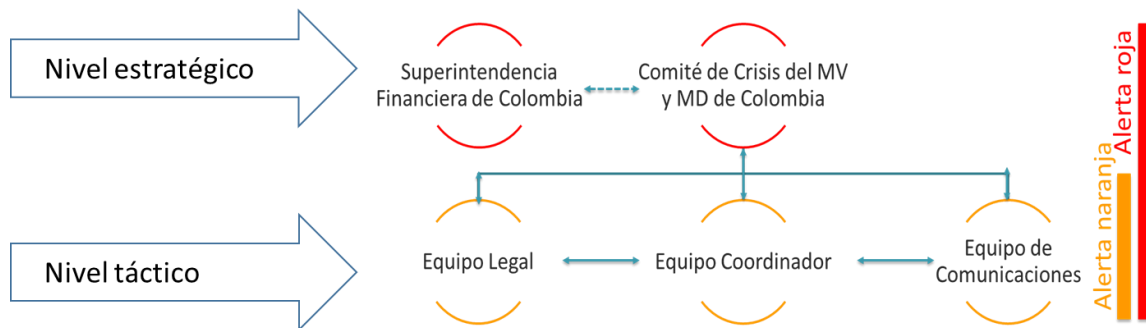 Nivel estratégico
Superintendencia
Financiera de Colombia
Comité de Crisis del MV
y MD de Colombia
Nivel táctico
Equipo Legal
Equipo Coordinador
Equipo de
Comunicaciones
Alerta naranja
Alerta roja